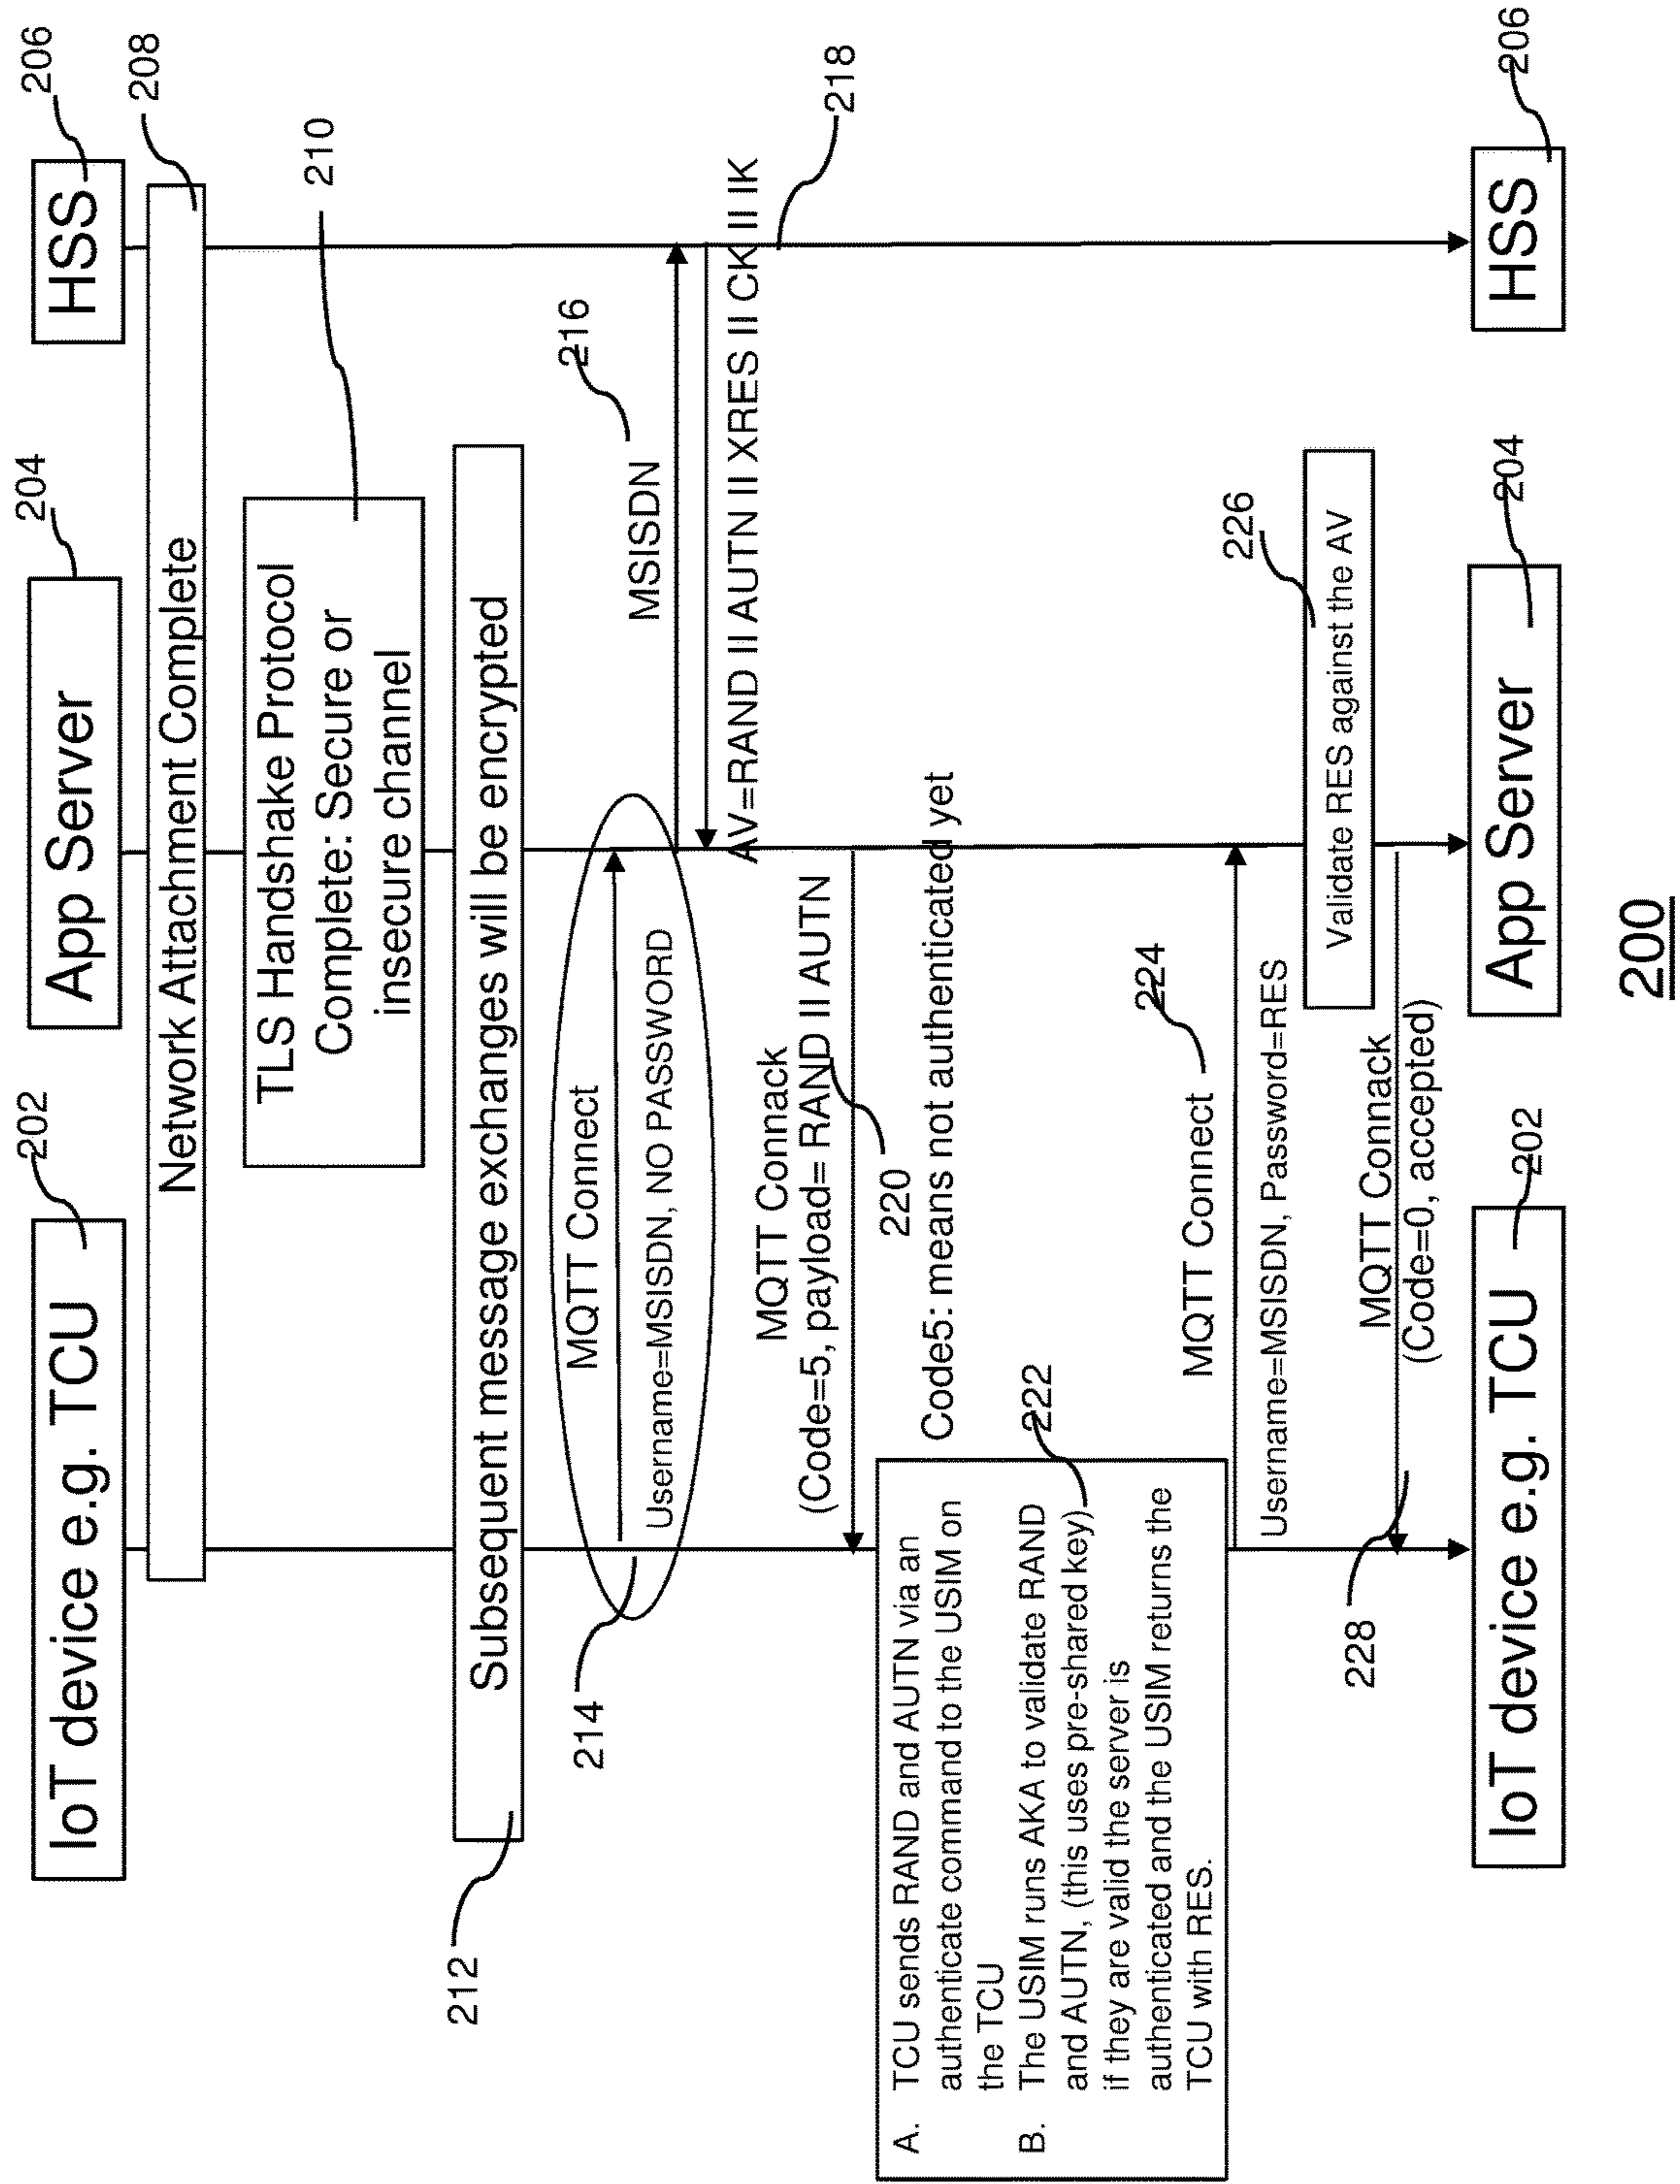 IoT device e.g. TCU
202
App Server
204
HSS
206
Network Attachment Complete
208
TLS Handshake Protocol
Complete: Secure or
insecure channel
210
Subsequent message exchanges will be encrypted
212
MQTT Connect
Username=MSISDN, NO PASSWORD
214
MSISDN
216
AV=RAND II AUTN II XRES II CK II IK
218
MQTT Connack
(Code=5, payload= RAND II AUTN
220
Code5: means not authenticated yet
A. TCU sends RAND and AUTN via an
authenticate command to the USIM on
the TCU
B. The USIM runs AKA to validate RAND
and AUTN, (this uses pre-shared key)
if they are valid the server is
authenticated and the USIM returns the
TCU with RES.
222
MQTT Connect
224
Username=MSISDN, Password=RES
Validate RES against the AV
226
MQTT Connack
(Code=0, accepted)
228
IoT device e.g. TCU
202
App Server
204
HSS
206
200